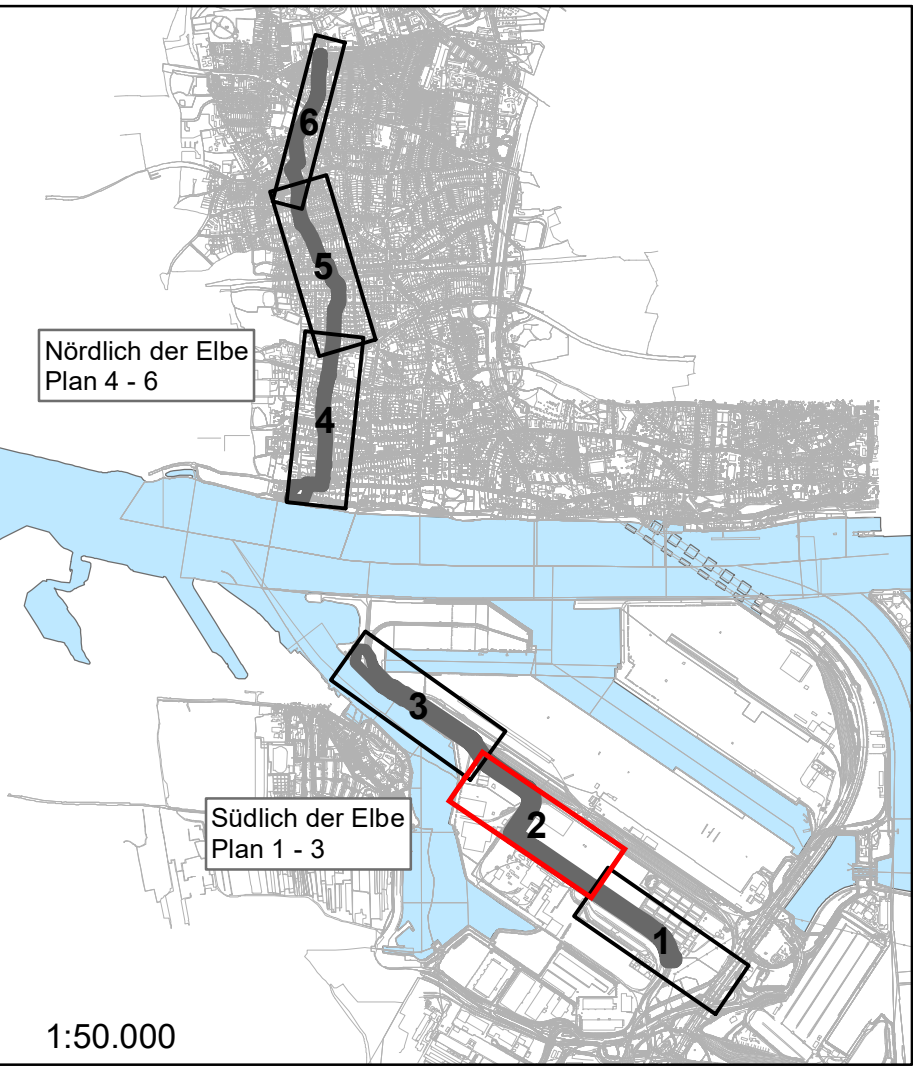 6
5
Nördlich der Elbe
Plan 4 - 6
4
3
Südlich der Elbe
Plan 1 - 3
2
1
1:50.000